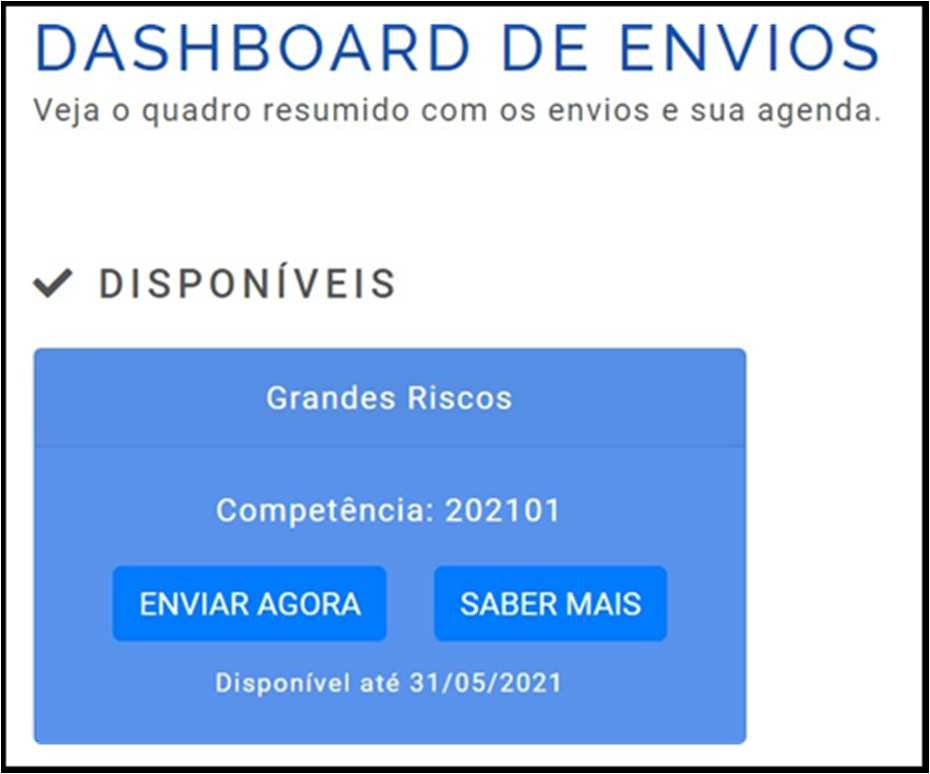 DASHBOARD DE ENVIOS
Veja o quadro resumido com os envios e sua agenda.
DISPONÍVEIS
Grandes Riscos
Competência: 202101
ENVIAR AGORA SABER MAIS
Disponível até 31/05/2021